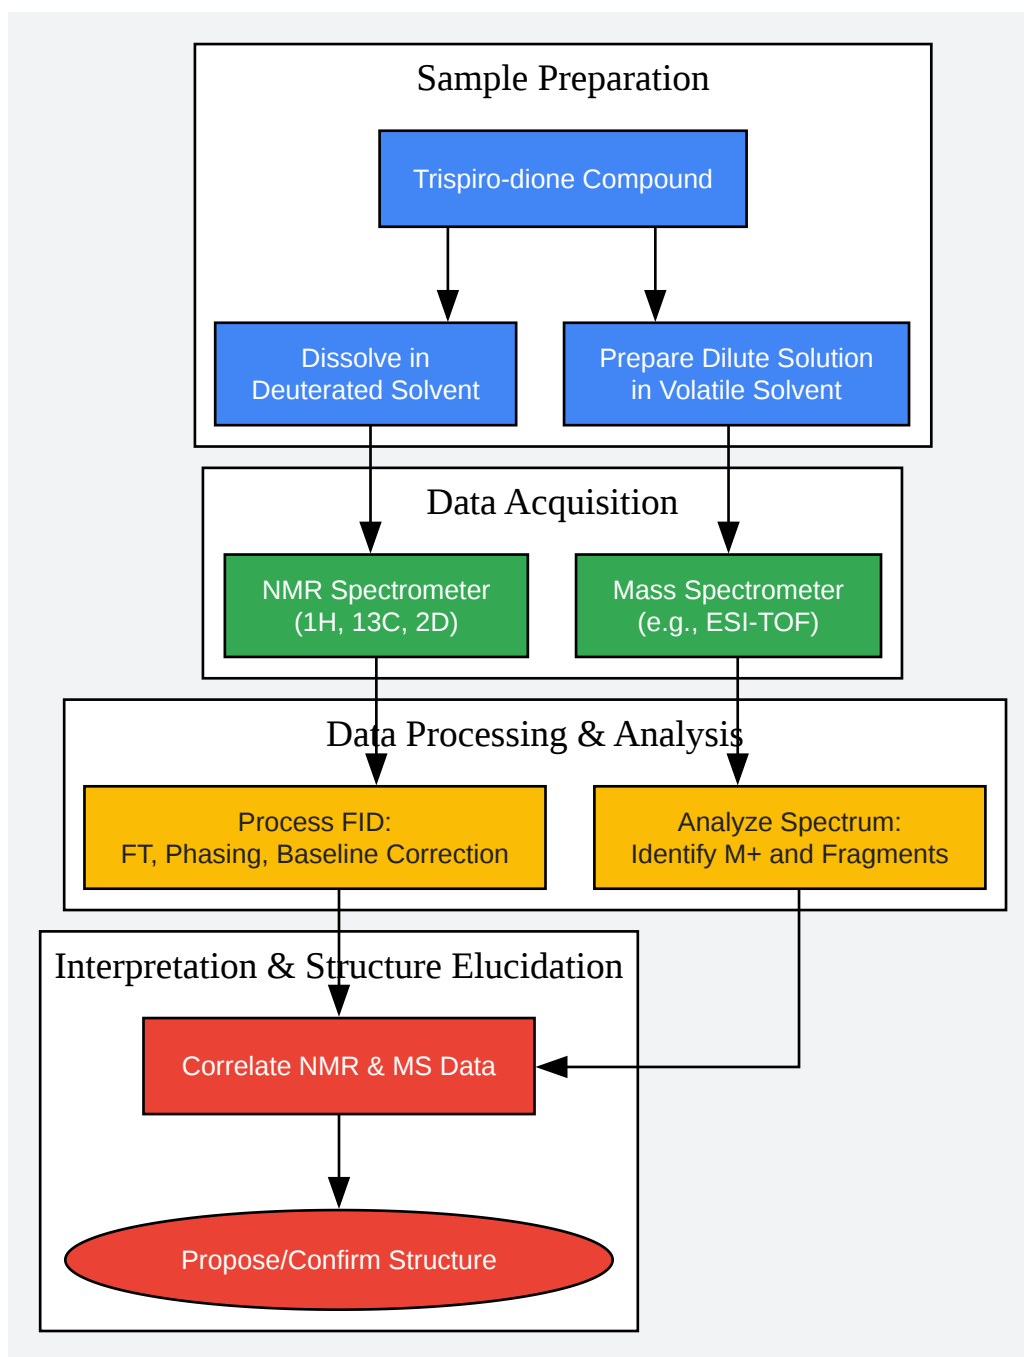 Sample Preparation
Trispiro-dione Compound
Dissolve in
Deuterated Solvent
Prepare Dilute Solution
in Volatile Solvent
Data Acquisition
NMR Spectrometer
(1H, 13C, 2D)
Mass Spectrometer
(e.g., ESI-TOF)
Data Processing & Analysis
Process FID:
FT, Phasing, Baseline Correction
Analyze Spectrum:
Identify M+ and Fragments
Interpretation & Structure Elucidation
Correlate NMR & MS Data
Propose/Confirm Structure